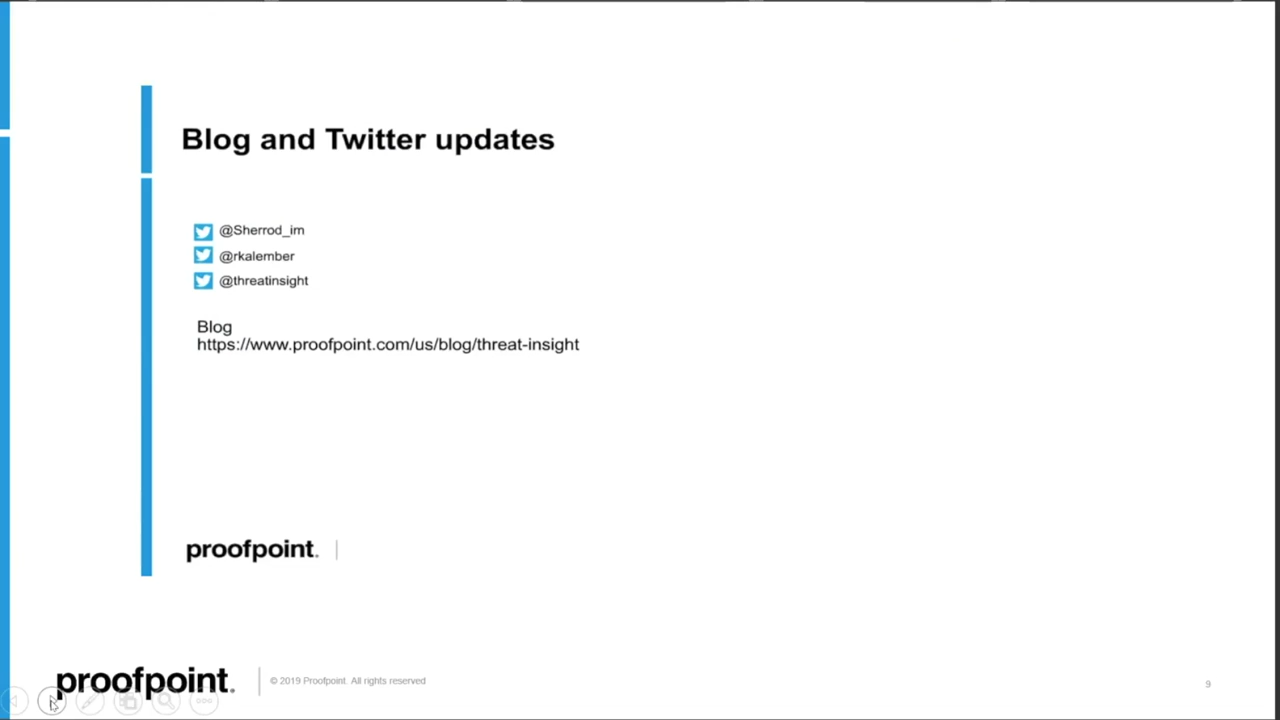 Blog and Twitter updates
@Sherrod_im
@rkalember
@threatinsight
Blog
https://www.proofpoint.com/us/blog/threat-insight
proofpoint.
proofpoint.
© 2019 Proofpoint. All rights reserved
9